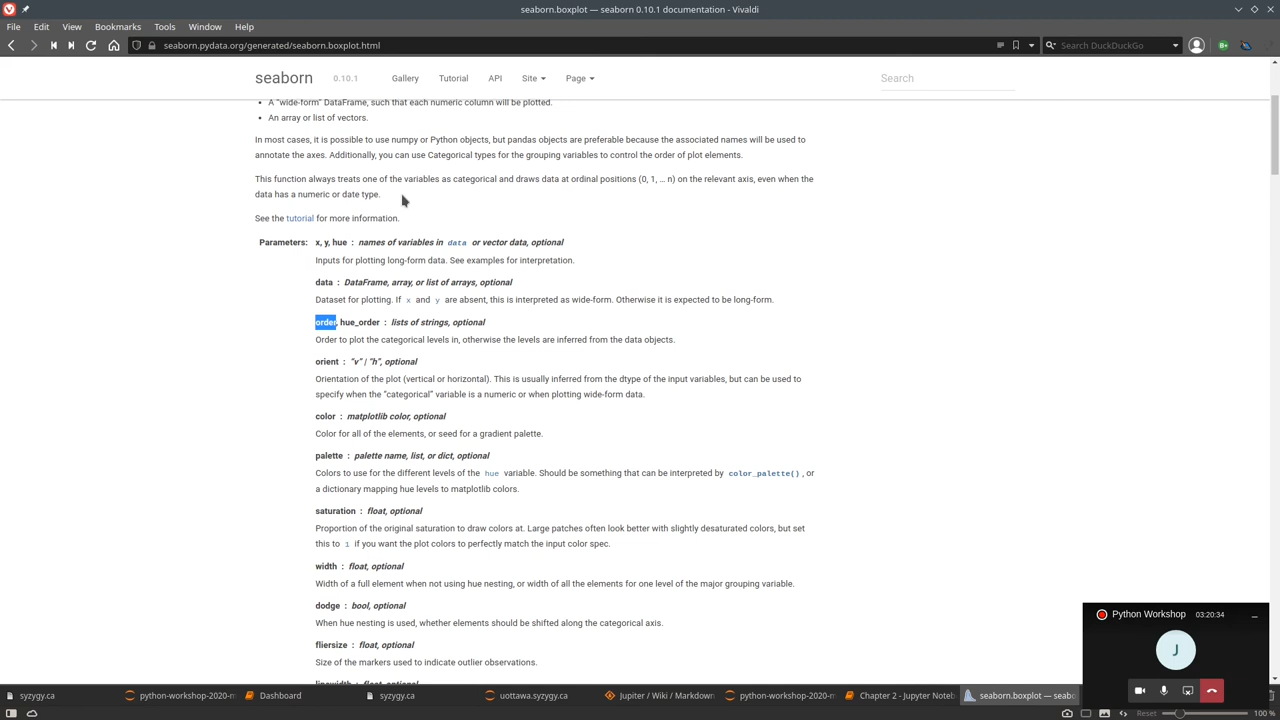 seaborn.boxplot — seaborn 0.10.1 documentation - Vivaldi
File Edit View Bookmarks Tools Window Help
seaborn.pydata.org/generated/seaborn.boxplot.html
Search DuckDuckGo
seaborn 0.10.1 Gallery Tutorial API Site Page Search
• A "wide-form" DataFrame, such that each numeric column will be plotted.
• An array or list of vectors.
In most cases, it is possible to use numpy or Python objects, but pandas objects are preferable because the associated names will be used to
annotate the axes. Additionally, you can use Categorical types for the grouping variables to control the order of plot elements.
This function always treats one of the variables as categorical and draws data at ordinal positions (0, 1, … n) on the relevant axis, even when the
data has a numeric or date type.
See the tutorial for more information.
Parameters: x, y, hue : names of variables in data or vector data, optional
Inputs for plotting long-form data. See examples for interpretation.
data : DataFrame, array, or list of arrays, optional
Dataset for plotting. If x and y are absent, this is interpreted as wide-form. Otherwise it is expected to be long-form.
order, hue_order : lists of strings, optional
Order to plot the categorical levels in, otherwise the levels are inferred from the data objects.
orient : "v" | "h", optional
Orientation of the plot (vertical or horizontal). This is usually inferred from the dtype of the input variables, but can be used to
specify when the "categorical" variable is a numeric or when plotting wide-form data.
color : matplotlib color, optional
Color for all of the elements, or seed for a gradient palette.
palette : palette name, list, or dict, optional
Colors to use for the different levels of the hue variable. Should be something that can be interpreted by color_palette(), or
a dictionary mapping hue levels to matplotlib colors.
saturation : float, optional
Proportion of the original saturation to draw colors at. Large patches often look better with slightly desaturated colors, but set
this to 1 if you want the plot colors to perfectly match the input color spec.
width : float, optional
Width of a full element when not using hue nesting, or width of all the elements for one level of the major grouping variable.
dodge : bool, optional
When hue nesting is used, whether elements should be shifted along the categorical axis.
fliersize : float, optional
Size of the markers used to indicate outlier observations.
linewidth : float, optional
Python Workshop 03:20:34
J
syzygy.ca python-workshop-2020-m Dashboard syzygy.ca uottawa.syzygy.ca Jupiter / Wiki / Markdown python-workshop-2020-m Chapter 2 - Jupyter Noteb seaborn.boxplot — seabo
Reset 100 %